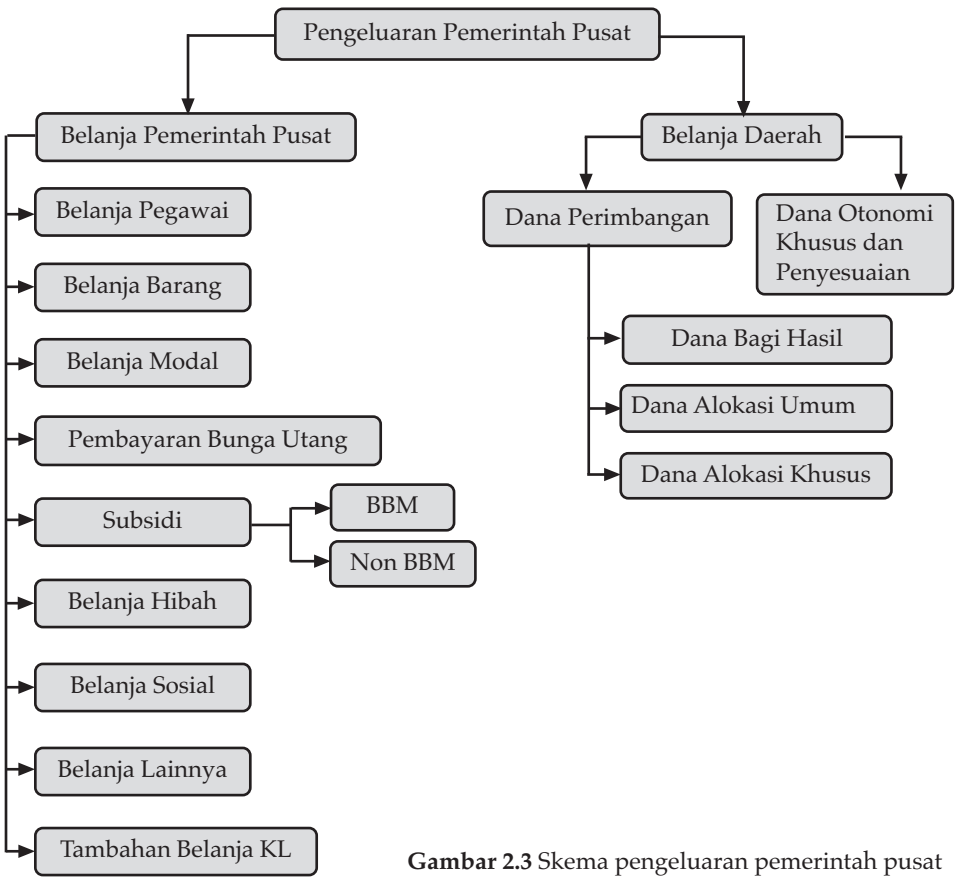 Pengeluaran Pemerintah Pusat
Belanja Pemerintah Pusat
Belanja Pegawai
Belanja Barang
Belanja Modal
Pembayaran Bunga Utang
Subsidi
BBM
Non BBM
Belanja Hibah
Belanja Sosial
Belanja Lainnya
Tambahan Belanja KL
Belanja Daerah
Dana Perimbangan
Dana Bagi Hasil
Dana Alokasi Umum
Dana Alokasi Khusus
Dana Otonomi
Khusus dan
Penyesuaian
Gambar 2.3 Skema pengeluaran pemerintah pusat